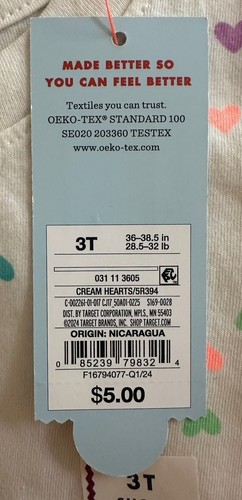 MADE BETTER SO
YOU CAN FEEL BETTER
Textiles you can trust.
OEKO-TEX® STANDARD 100
SE020 203360 TESTEX
www.oeko-tex.com
3T
36–38.5 in
28.5–32 lb
031 11 3605
CREAM HEARTS/5R394
C-002261-01-017 CJ17_50A01-0225 S169-0028
DIST. BY TARGET CORPORATION, MPLS., MN 55403
©2024 TARGET BRANDS, INC. SHOP TARGET.COM
ORIGIN: NICARAGUA
0 85239 79832 4
F16794077-Q1/24
$5.00
3T